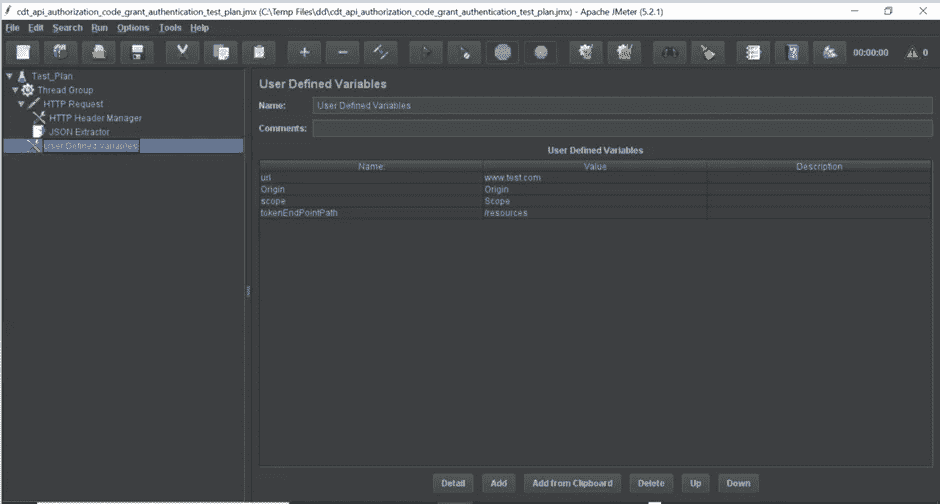 cdt_api_authorization_code_grant_authentication_test_plan.jmx (C:\Temp Files\dd\cdt_api_authorization_code_grant_authentication_test_plan.jmx) - Apache JMeter (5.2.1)
File Edit Search Run Options Tools Help
00:00:00 0
Test_Plan
Thread Group
HTTP Request
HTTP Header Manager
JSON Extractor
User Defined Variables
User Defined Variables
Name: User Defined Variables
Comments:
User Defined Variables
Name: Value Description
uri www.test.com
Origin Origin
scope Scope
tokenEndPointPath /resources
Detail Add Add from Clipboard Delete Up Down